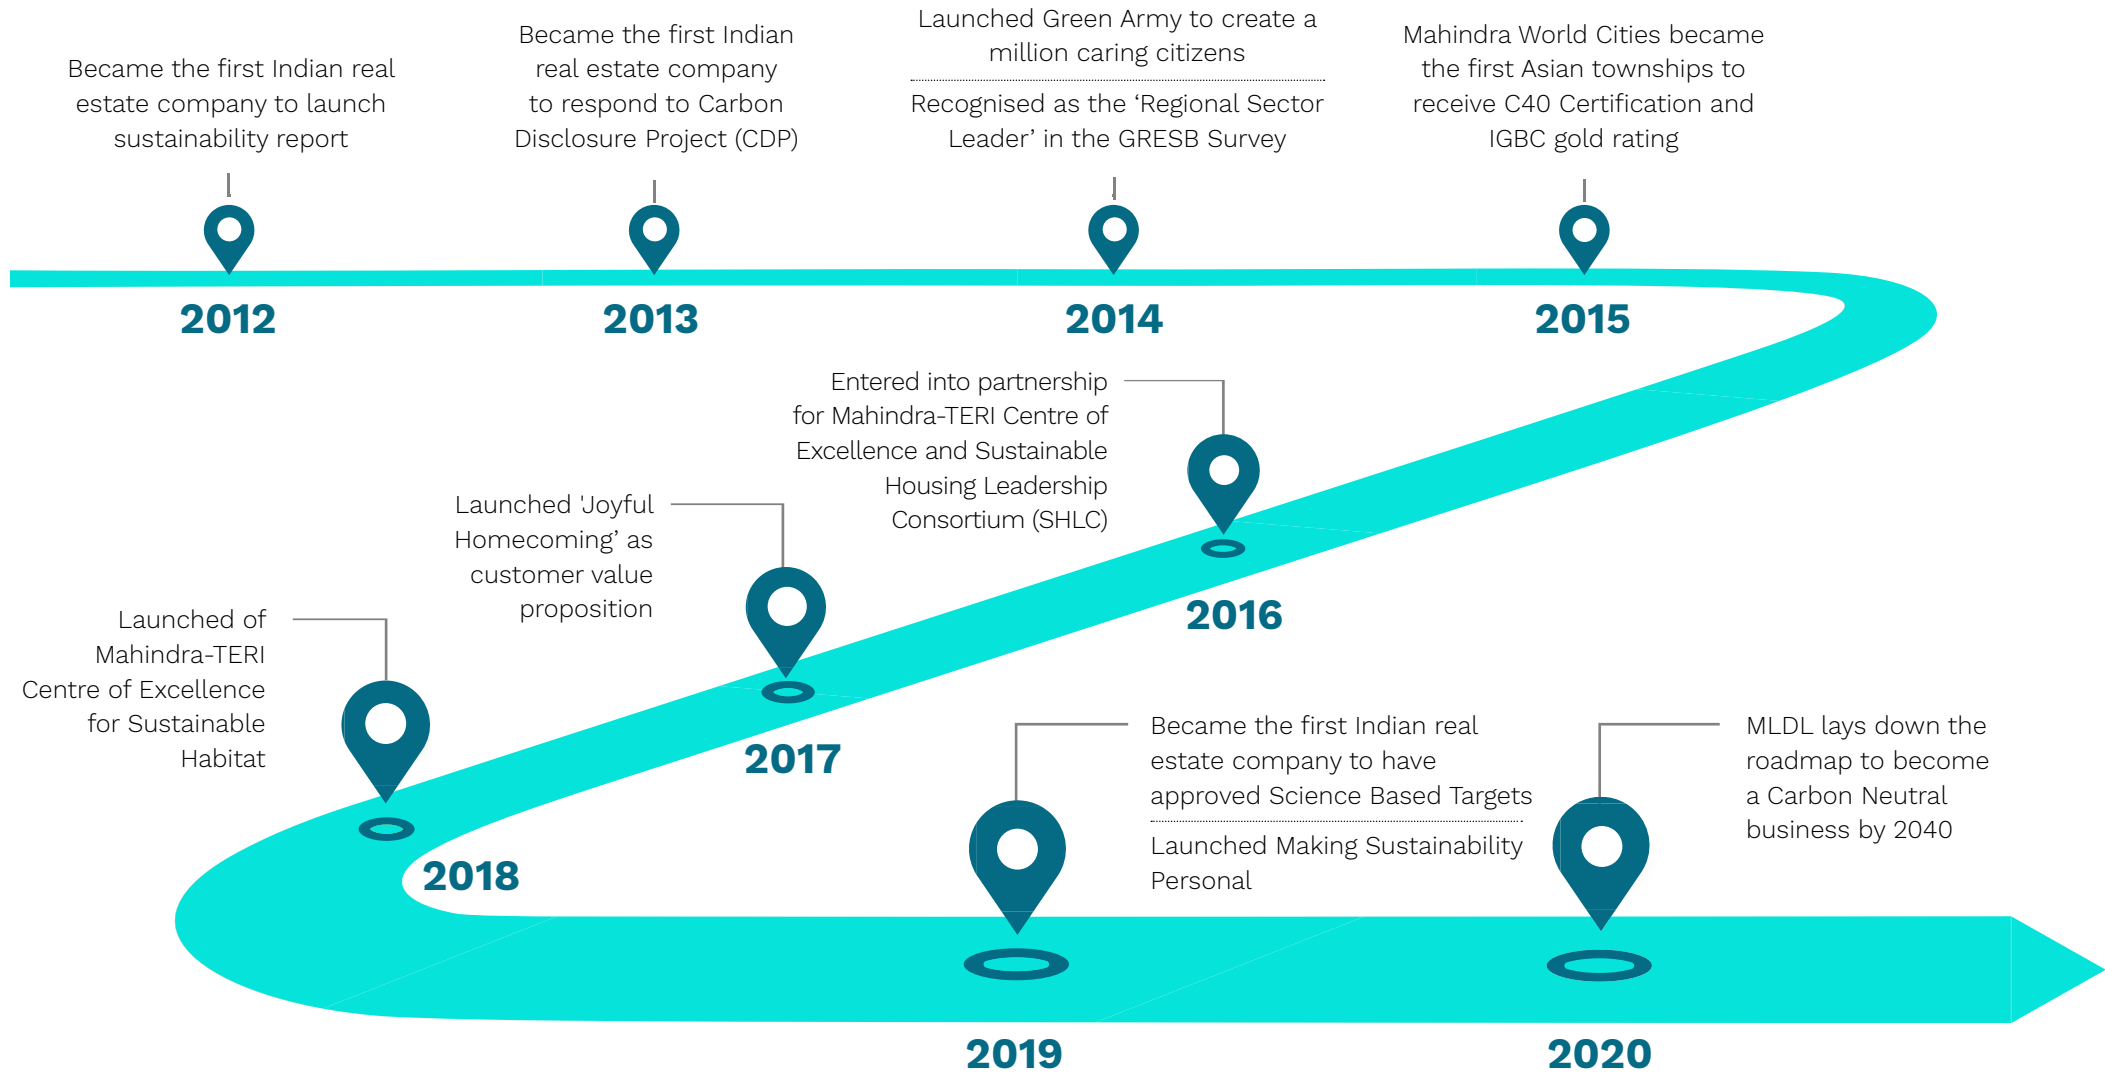 Became the first Indian real
estate company to launch
sustainability report
2012
Became the first Indian
real estate company
to respond to Carbon
Disclosure Project (CDP)
2013
Launched Green Army to create a
million caring citizens
Recognised as the ‘Regional Sector
Leader’ in the GRESB Survey
2014
Mahindra World Cities became
the first Asian townships to
receive C40 Certification and
IGBC gold rating
2015
Entered into partnership
for Mahindra-TERI Centre of
Excellence and Sustainable
Housing Leadership
Consortium (SHLC)
2016
Launched 'Joyful
Homecoming’ as
customer value
proposition
2017
Launched of
Mahindra-TERI
Centre of Excellence
for Sustainable
Habitat
2018
Became the first Indian real
estate company to have
approved Science Based Targets
Launched Making Sustainability
Personal
2019
MLDL lays down the
roadmap to become
a Carbon Neutral
business by 2040
2020